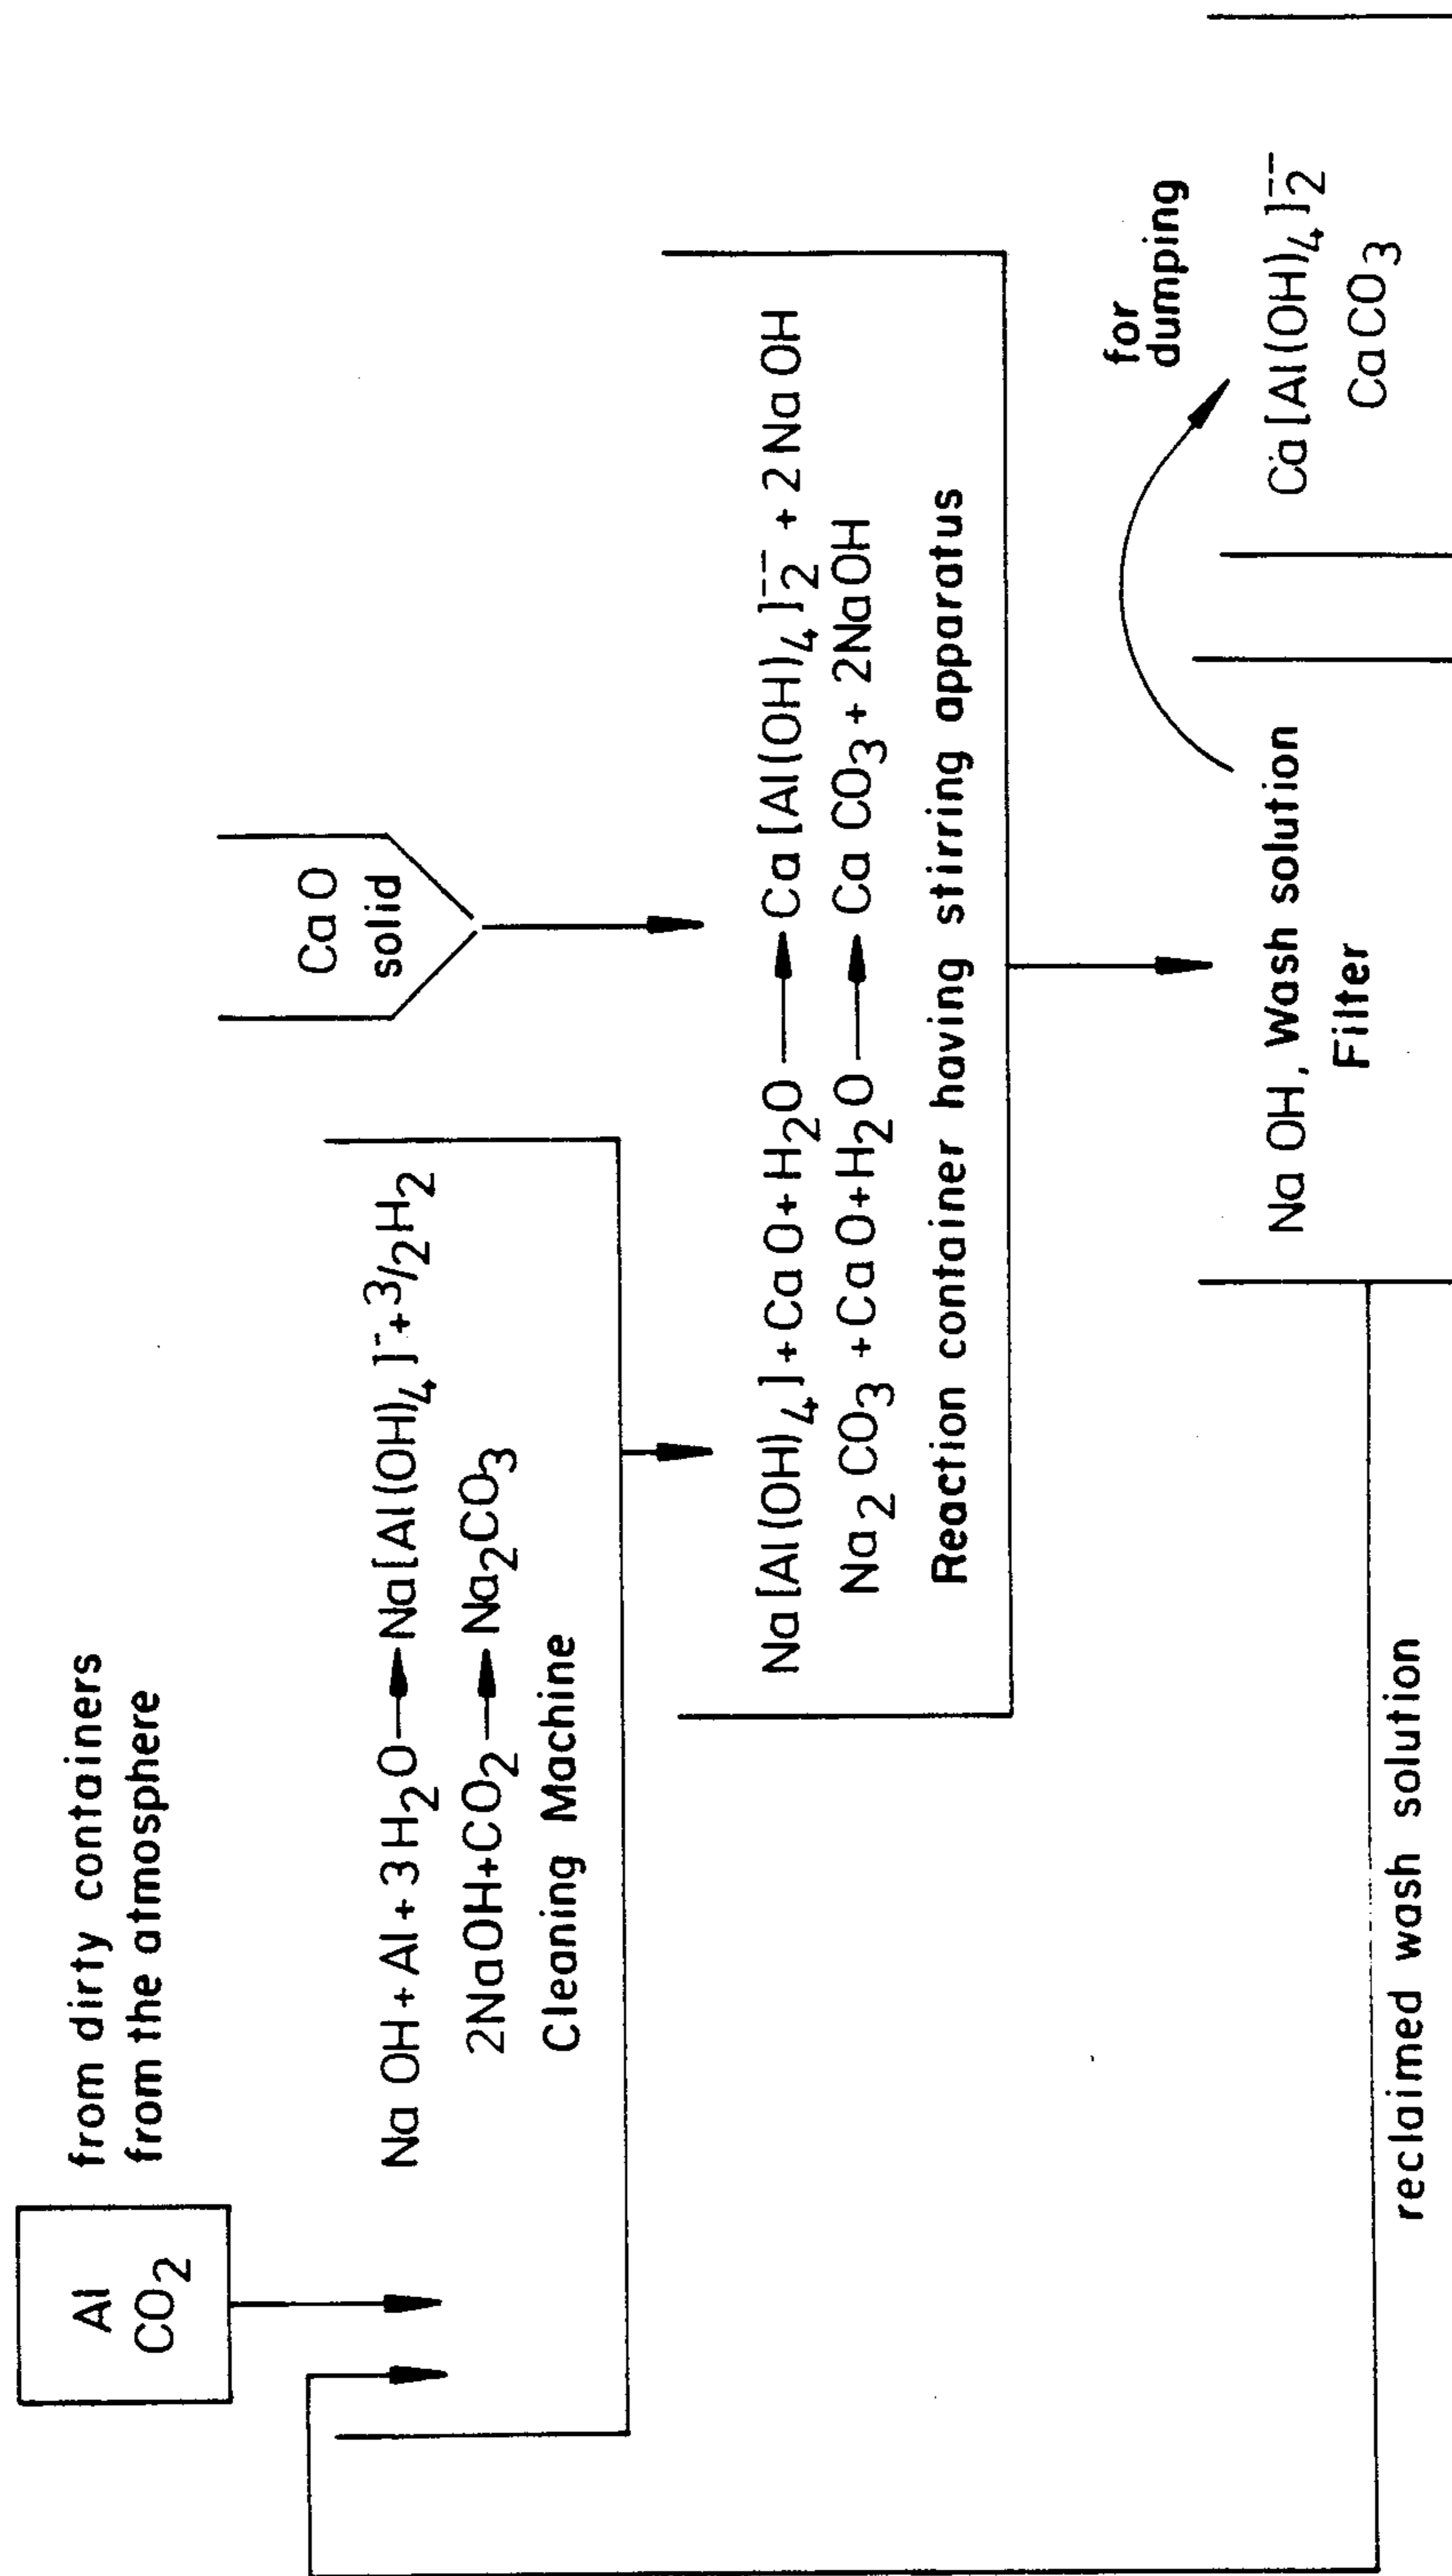 Al
CO₂
from dirty containers
from the atmosphere
Na OH + Al + 3 H₂O → Na[Al(OH)₄]⁻ + ³/₂H₂
2NaOH + CO₂ → Na₂CO₃
Cleaning Machine
Ca O
solid
Na [Al(OH)₄] + Ca O + H₂O → Ca [Al(OH)₄]₂⁻⁻ + 2 Na OH
Na₂ CO₃ + Ca O + H₂O → Ca CO₃ + 2NaOH
Reaction container having stirring apparatus
for
dumping
Na OH, Wash solution
Filter
Ca [Al(OH)₄]₂⁻⁻
Ca CO₃
reclaimed wash solution